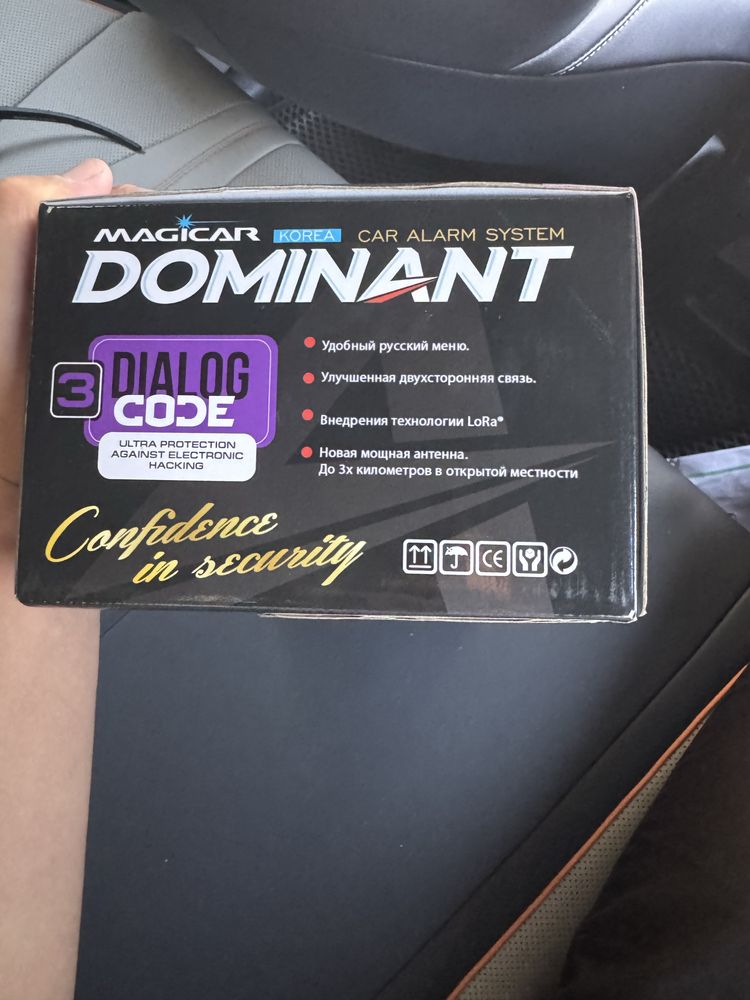 MAGICAR KOREA CAR ALARM SYSTEM
DOMINANT
3 DIALOG
CODE
ULTRA PROTECTION
AGAINST ELECTRONIC
HACKING
Удобный русский меню.
Улучшенная двухсторонняя связь.
Внедрения технологии LoRa®
Новая мощная антенна.
До 3х километров в открытой местности
Confidence
in security
CE